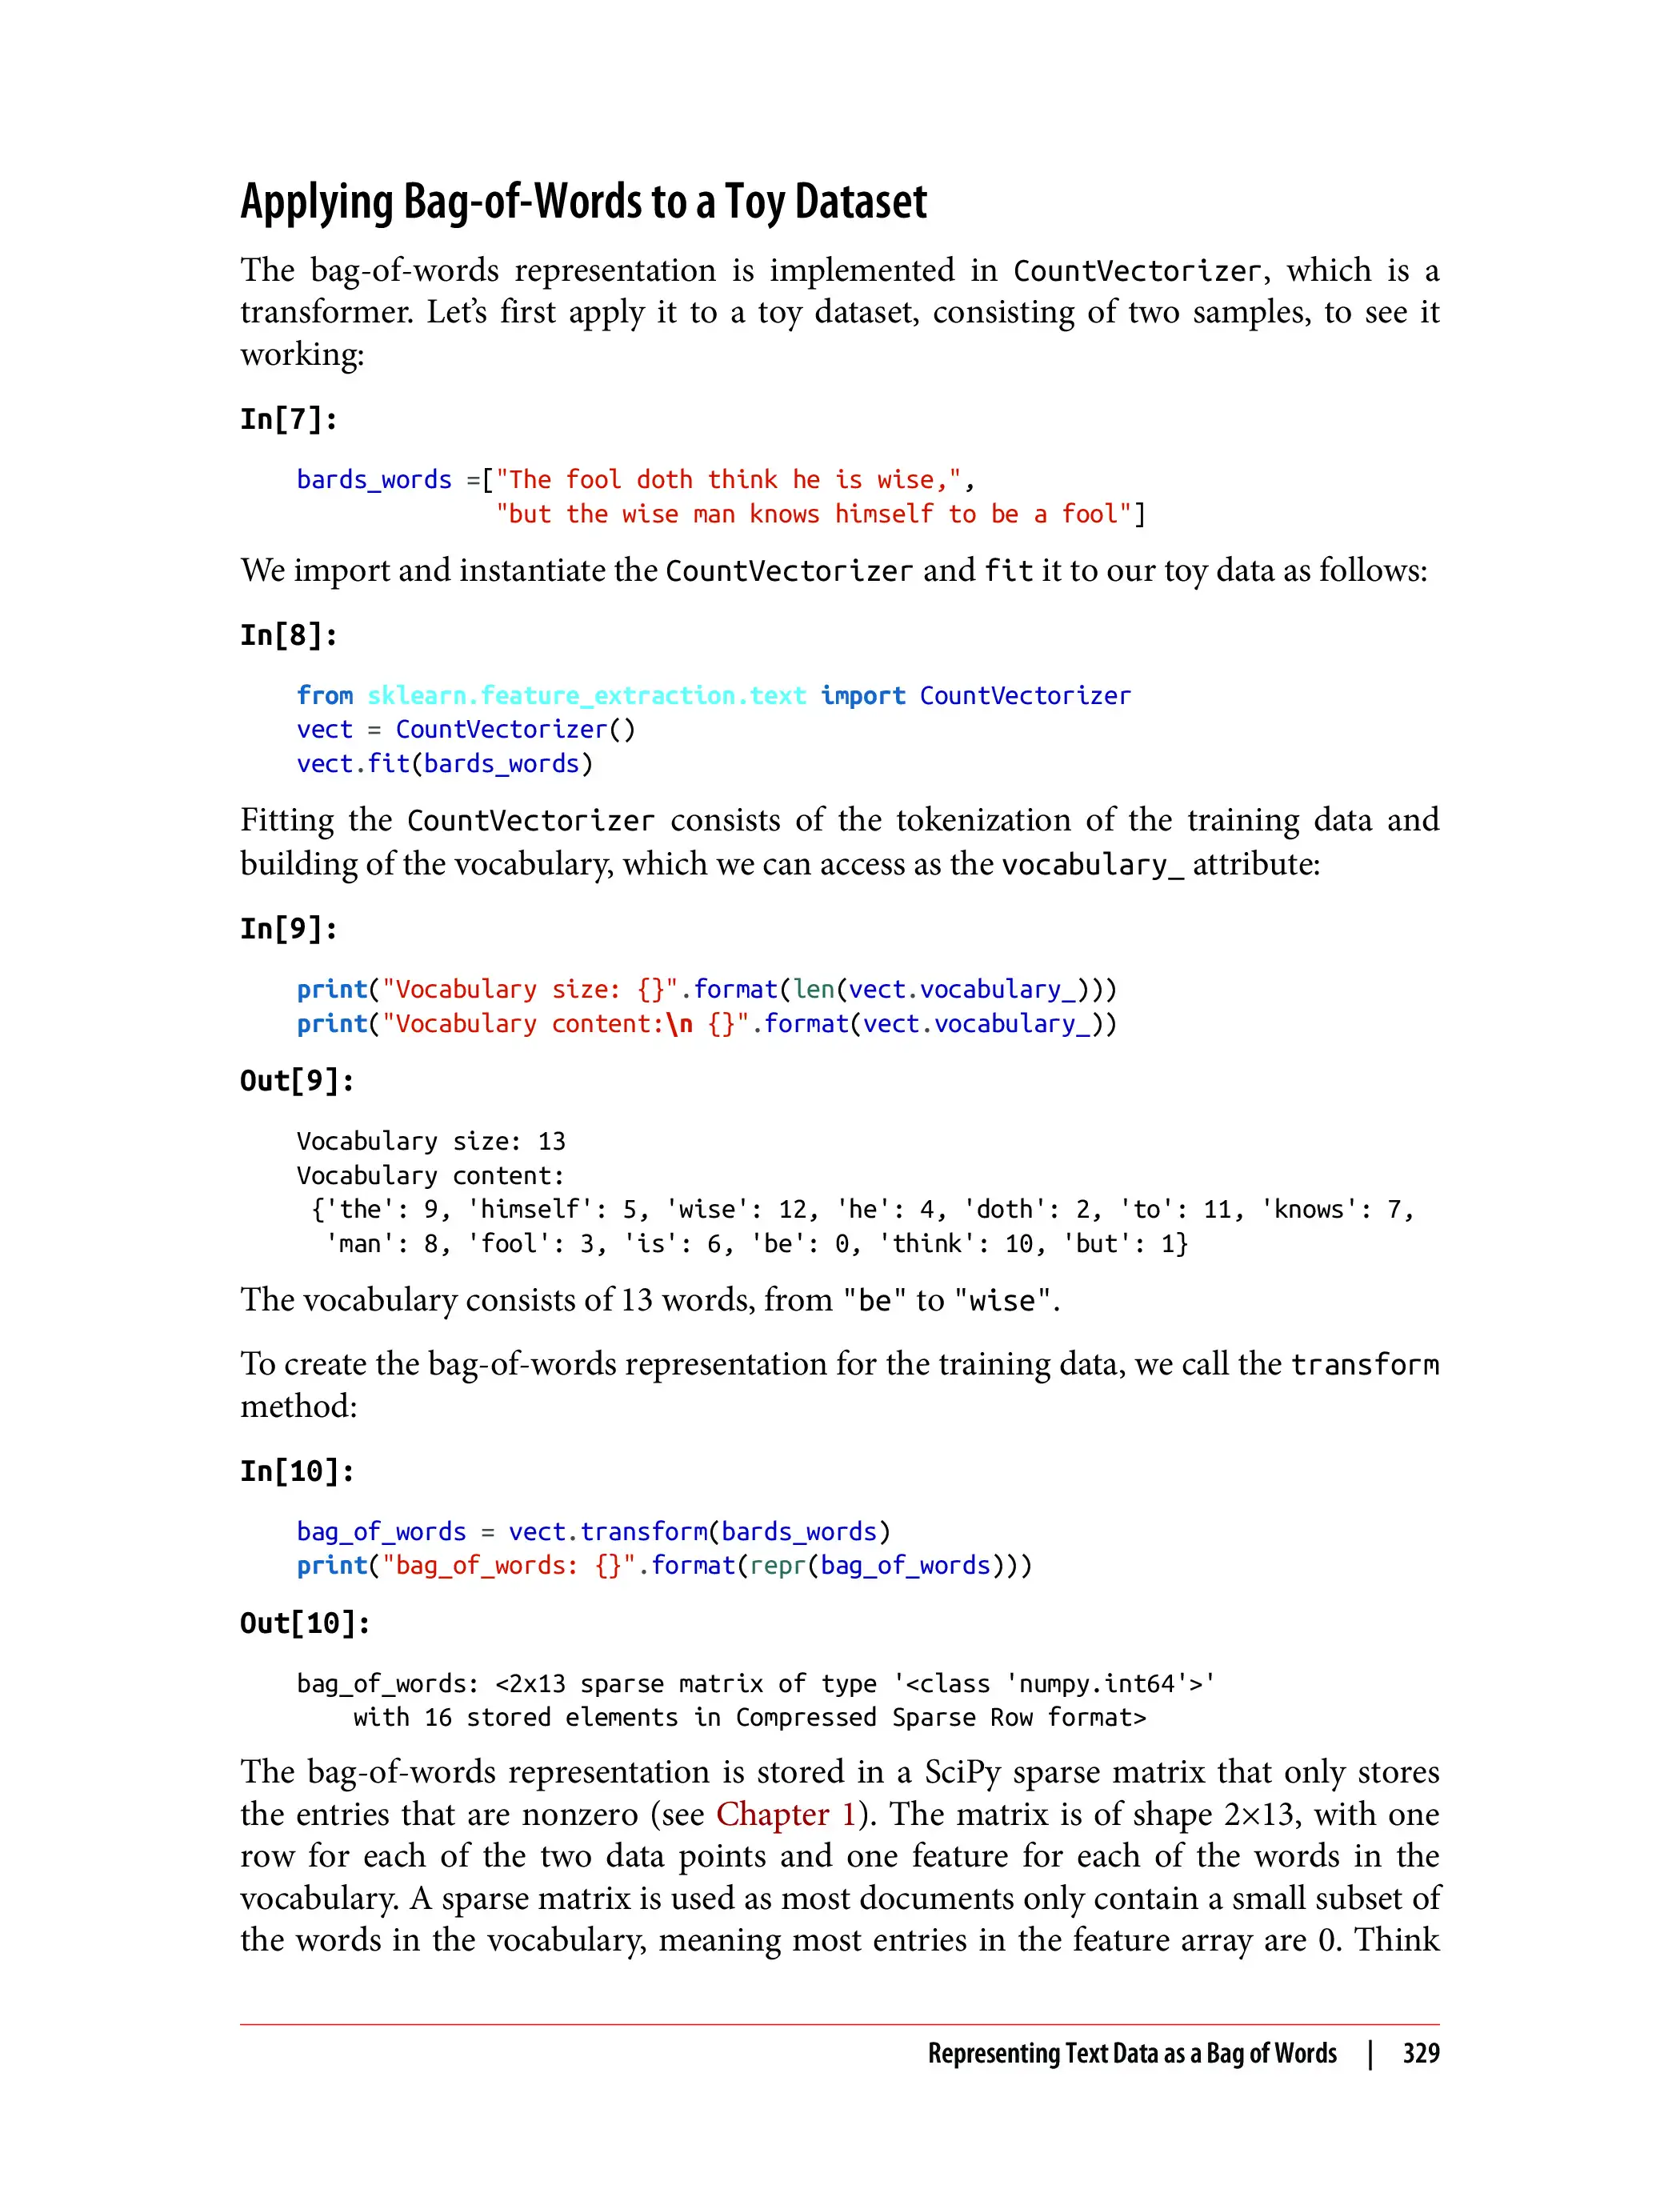 Applying Bag-of-Words to a Toy Dataset
The bag-of-words representation is implemented in CountVectorizer, which is a
transformer. Let’s first apply it to a toy dataset, consisting of two samples, to see it
working:
In[7]:
bards_words =["The fool doth think he is wise,",
"but the wise man knows himself to be a fool"]
We import and instantiate the CountVectorizer and fit it to our toy data as follows:
In[8]:
from sklearn.feature_extraction.text import CountVectorizer
vect = CountVectorizer()
vect.fit(bards_words)
Fitting the CountVectorizer consists of the tokenization of the training data and
building of the vocabulary, which we can access as the vocabulary_ attribute:
In[9]:
print("Vocabulary size: {}".format(len(vect.vocabulary_)))
print("Vocabulary content:\n {}".format(vect.vocabulary_))
Out[9]:
Vocabulary size: 13
Vocabulary content:
{'the': 9, 'himself': 5, 'wise': 12, 'he': 4, 'doth': 2, 'to': 11, 'knows': 7,
'man': 8, 'fool': 3, 'is': 6, 'be': 0, 'think': 10, 'but': 1}
The vocabulary consists of 13 words, from "be" to "wise".
To create the bag-of-words representation for the training data, we call the transform
method:
In[10]:
bag_of_words = vect.transform(bards_words)
print("bag_of_words: {}".format(repr(bag_of_words)))
Out[10]:
bag_of_words: <2x13 sparse matrix of type '<class 'numpy.int64'>'
with 16 stored elements in Compressed Sparse Row format>
The bag-of-words representation is stored in a SciPy sparse matrix that only stores
the entries that are nonzero (see Chapter 1). The matrix is of shape 2×13, with one
row for each of the two data points and one feature for each of the words in the
vocabulary. A sparse matrix is used as most documents only contain a small subset of
the words in the vocabulary, meaning most entries in the feature array are 0. Think
Representing Text Data as a Bag of Words | 329